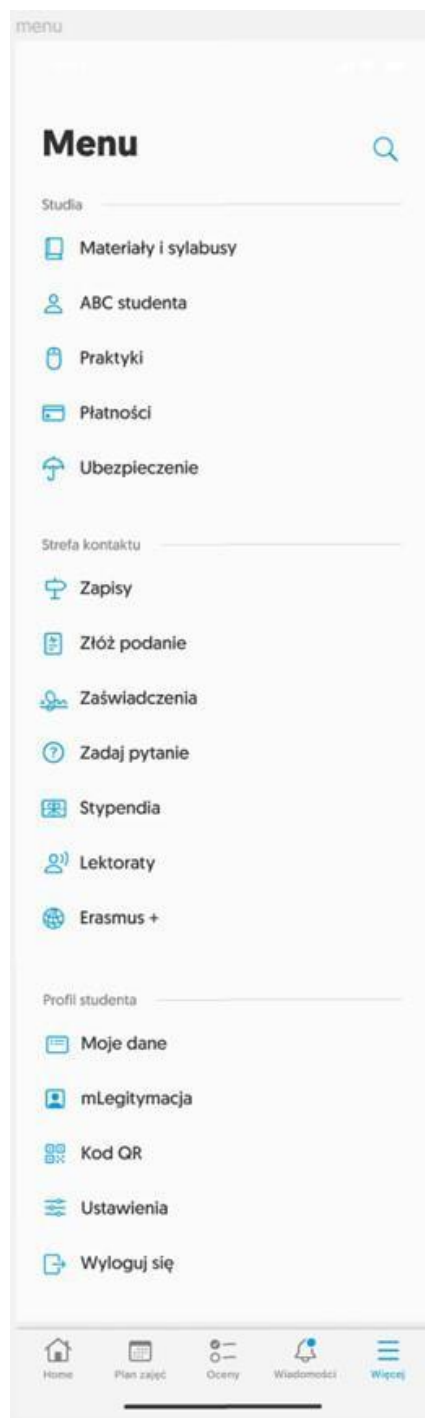 menu
Menu
Studia
Materiały i sylabusy
ABC studenta
Praktyki
Płatności
Ubezpieczenie
Strefa kontaktu
Zapisy
Złóż podanie
Zaświadczenia
Zadaj pytanie
Stypendia
Lektoraty
Erasmus +
Profil studenta
Moje dane
mLegitymacja
Kod QR
Ustawienia
Wyloguj się
Home Plan zajęć Oceny Wiadomości Więcej